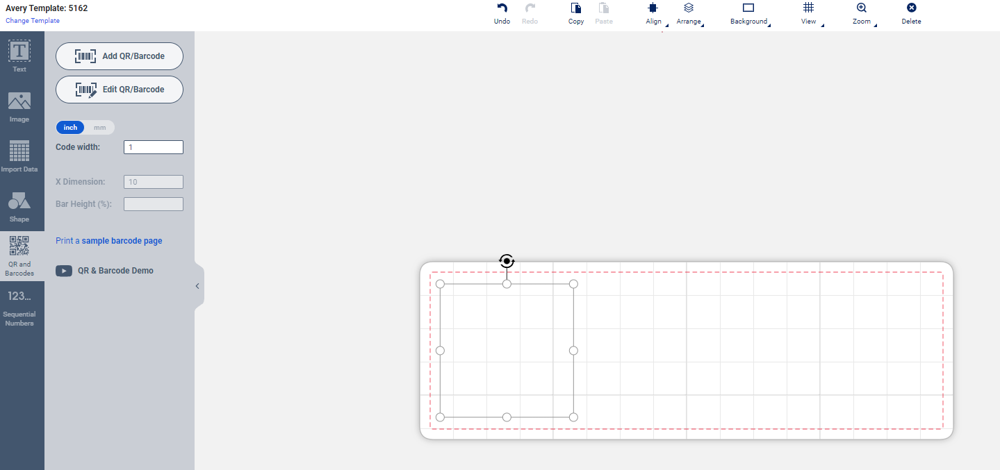 Avery Template: 5162
Change Template
Undo
Redo
Copy
Paste
Align
Arrange
Background
View
Zoom
Delete
Text
Image
Import Data
Shape
QR and
Barcodes
123...
Sequential
Numbers
Add QR/Barcode
Edit QR/Barcode
inch mm
Code width: 1
X Dimension: 10
Bar Height (%):
Print a sample barcode page
QR & Barcode Demo